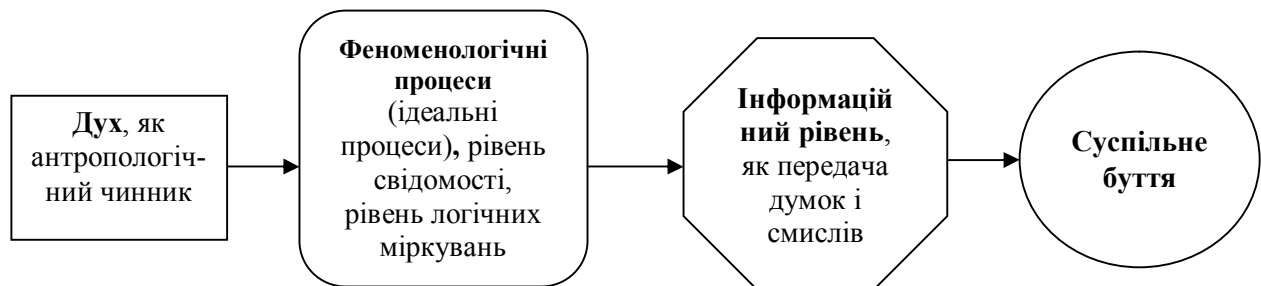 Дух, як
антропологіч-
ний чинник
Феноменологічні
процеси
(ідеальні
процеси), рівень
свідомості,
рівень логічних
міркувань
Інформацій
ний рівень,
як передача
думок і
смислів
Суспільне
буття